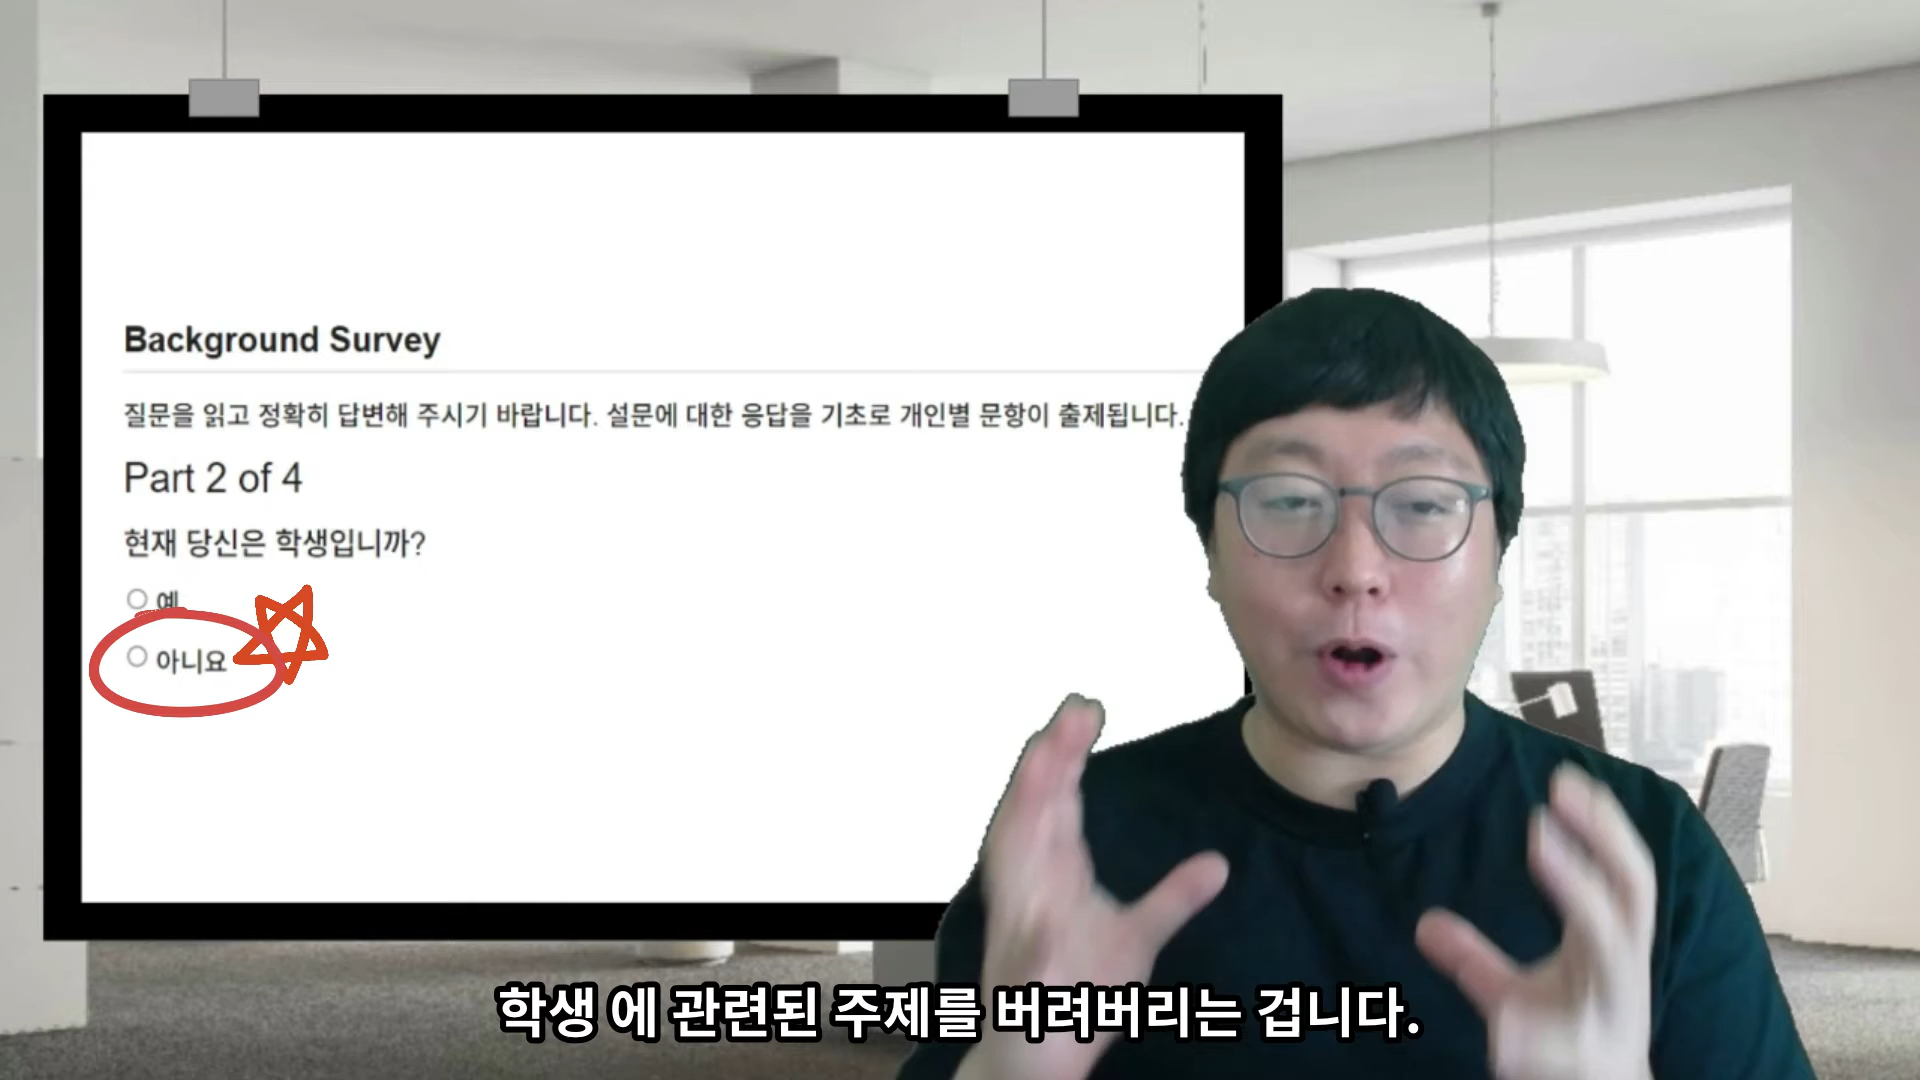 Background Survey
질문을 읽고 정확히 답변해 주시기 바랍니다. 설문에 대한 응답을 기초로 개인별 문항이 출제됩니다.
Part 2 of 4
현재 당신은 학생입니까?
예
아니요
학생 에 관련된 주제를 버려버리는 겁니다.